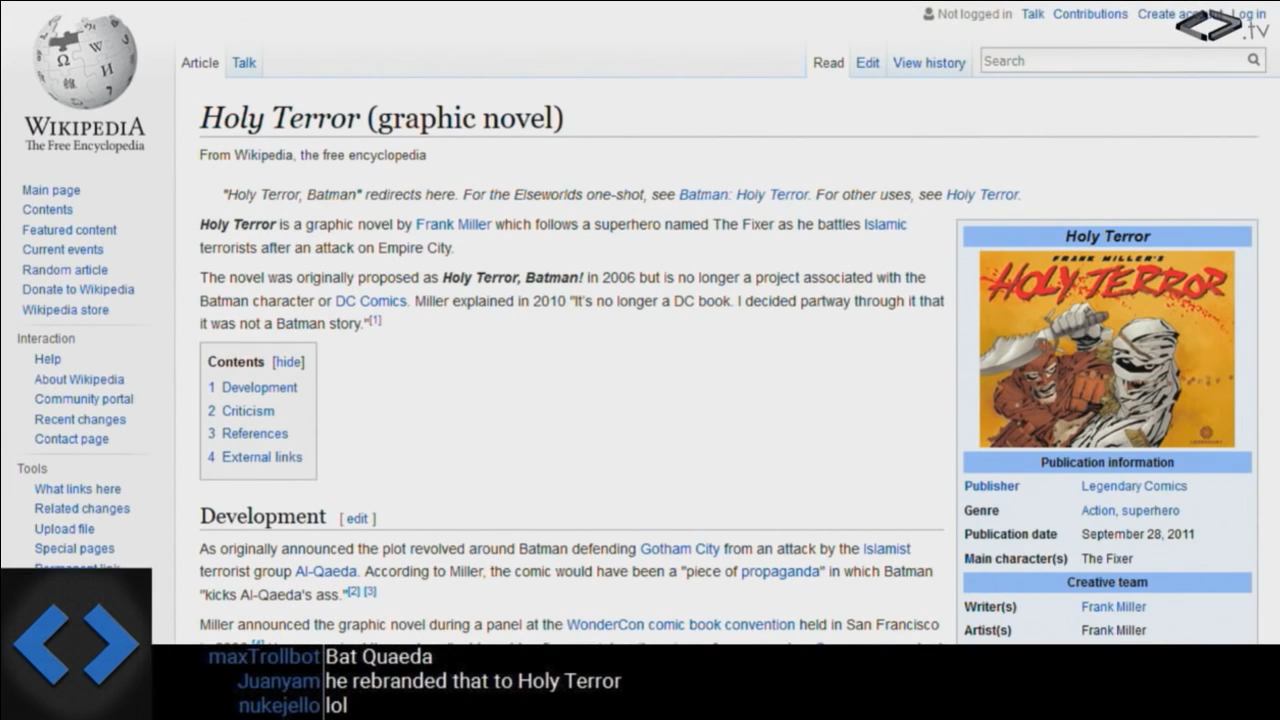 Not logged in Talk Contributions Create Log in
.tv
Article Talk
Read Edit View history Search
WIKIPEDIA
The Free Encyclopedia
Holy Terror (graphic novel)
From Wikipedia, the free encyclopedia
"Holy Terror, Batman" redirects here. For the Elseworlds one-shot, see Batman: Holy Terror. For other uses, see Holy Terror.
Holy Terror is a graphic novel by Frank Miller which follows a superhero named The Fixer as he battles Islamic
terrorists after an attack on Empire City.
The novel was originally proposed as Holy Terror, Batman! in 2006 but is no longer a project associated with the
Batman character or DC Comics. Miller explained in 2010 "It's no longer a DC book. I decided partway through it that
it was not a Batman story."[1]
Contents [hide]
1 Development
2 Criticism
3 References
4 External links
Development [ edit ]
As originally announced the plot revolved around Batman defending Gotham City from an attack by the Islamist
terrorist group Al-Qaeda. According to Miller, the comic would have been a "piece of propaganda" in which Batman
"kicks Al-Qaeda's ass."[2] [3]
Miller announced the graphic novel during a panel at the WonderCon comic book convention held in San Francisco
Main page
Contents
Featured content
Current events
Random article
Donate to Wikipedia
Wikipedia store
Interaction
Help
About Wikipedia
Community portal
Recent changes
Contact page
Tools
What links here
Related changes
Upload file
Special pages
Permanent link
Holy Terror
FRANK MILLER'S
HOLY TERROR
LEGENDARY
Publication information
Publisher Legendary Comics
Genre Action, superhero
Publication date September 28, 2011
Main character(s) The Fixer
Creative team
Writer(s) Frank Miller
Artist(s) Frank Miller
maxTrollbot Bat Quaeda
Juanyam he rebranded that to Holy Terror
nukejello lol